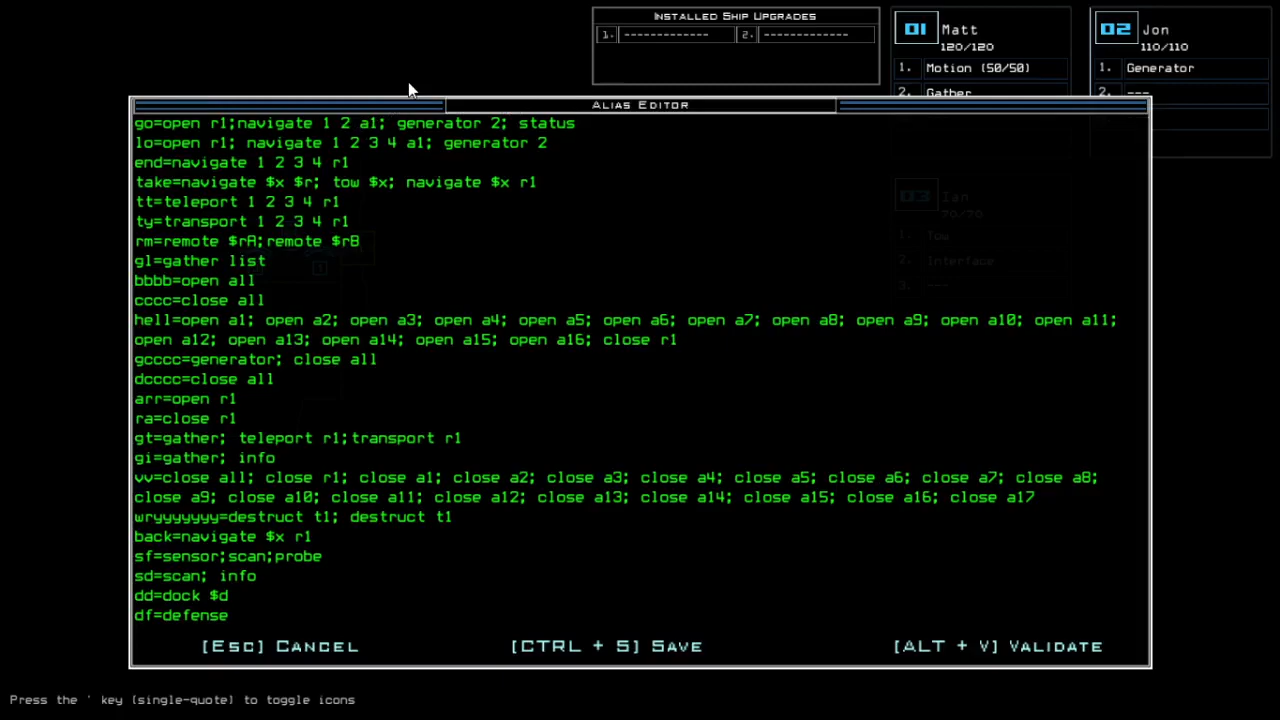 Installed Ship Upgrades
1. ------------- 2. -------------
01 Matt
120/120
1. Motion (50/50)
2. Gather
02 Jon
110/110
1. Generator
2. ---
Alias Editor
go=open r1;navigate 1 2 a1; generator 2; status
lo=open r1; navigate 1 2 3 4 a1; generator 2
end=navigate 1 2 3 4 r1
take=navigate $x $r; tow $x; navigate $x r1
tt=teleport 1 2 3 4 r1
ty=transport 1 2 3 4 r1
rm=remote $rA;remote $rB
gl=gather list
bbbb=open all
cccc=close all
hell=open a1; open a2; open a3; open a4; open a5; open a6; open a7; open a8; open a9; open a10; open a11;
open a12; open a13; open a14; open a15; open a16; close r1
gcccc=generator; close all
dcccc=close all
arr=open r1
ra=close r1
gt=gather; teleport r1;transport r1
gi=gather; info
vv=close all; close r1; close a1; close a2; close a3; close a4; close a5; close a6; close a7; close a8;
close a9; close a10; close a11; close a12; close a13; close a14; close a15; close a16; close a17
wryyyyyyy=destruct t1; destruct t1
back=navigate $x r1
sf=sensor;scan;probe
sd=scan; info
dd=dock $d
df=defense
03 Ian
70/70
1. Tow
2. Interface
3. ---
1
[Esc] Cancel [CTRL + S] Save [ALT + V] Validate
Press the ' key (single-quote) to toggle icons